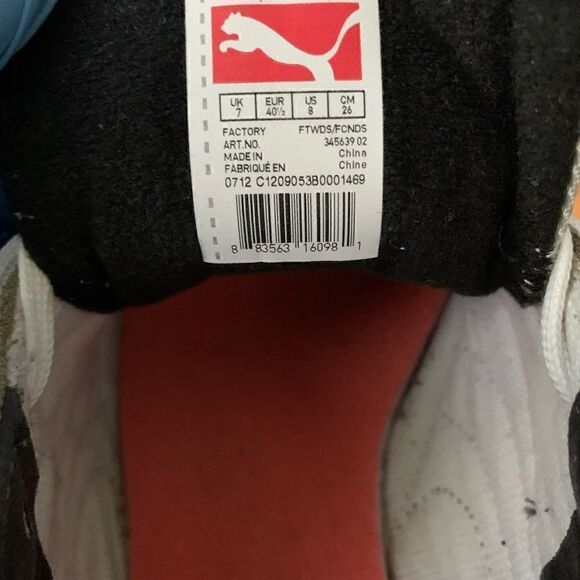 UK EUR US CM
7 40½ 8 26
FACTORY FTWDS/FCNDS
ART.NO. 345639 02
MADE IN China
FABRIQUÉ EN Chine
0712 C1209053B0001469
8 83563 16098 1